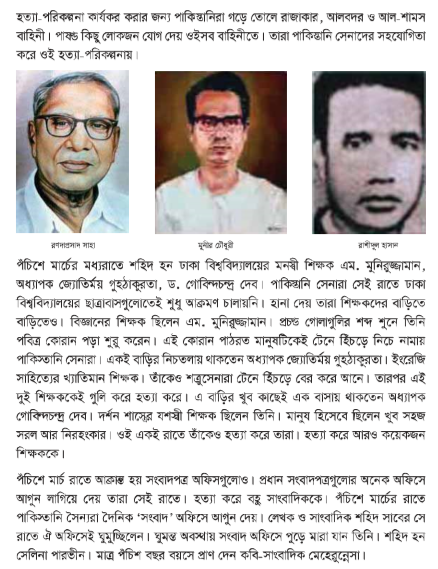 হত্যা-পরিকল্পনা কার্যকর করার জন্য পাকিস্তানিরা গড়ে তোলে রাজাকার, আলবদর ও আল-শামস
বাহিনী। পাষণ্ড কিছু লোকজন যোগ দেয় ওইসব বাহিনীতে। তারা পাকিস্তানি সেনাদের সহযোগিতা
করে ওই হত্যা-পরিকল্পনায়।
রণদাপ্রসাদ সাহা
মুনীর চৌধুরী
রাশীদুল হাসান
পঁচিশে মার্চের মধ্যরাতে শহিদ হন ঢাকা বিশ্ববিদ্যালয়ের মনস্বী শিক্ষক এম. মুনিরুজ্জামান,
অধ্যাপক জ্যোতির্ময় গুহঠাকুরতা, ড. গোবিন্দচন্দ্র দেব। পাকিস্তানি সেনারা সেই রাতে ঢাকা
বিশ্ববিদ্যালয়ের ছাত্রাবাসগুলোতেই শুধু আক্রমণ চালায়নি। হানা দেয় তারা শিক্ষকদের বাড়িতে
বাড়িতেও। বিজ্ঞানের শিক্ষক ছিলেন এম. মুনিরুজ্জামান। প্রচণ্ড গোলাগুলির শব্দ শুনে তিনি
পবিত্র কোরান পড়া শুরু করেন। এই কোরান পাঠরত মানুষটিকেই টেনে হিঁচড়ে নিচে নামায়
পাকিস্তানি সেনারা। একই বাড়ির নিচতলায় থাকতেন অধ্যাপক জ্যোতির্ময় গুহঠাকুরতা। ইংরেজি
সাহিত্যের খ্যাতিমান শিক্ষক। তাঁকেও শত্রুসেনারা টেনে হিঁচড়ে বের করে আনে। তারপর এই
দুই শিক্ষককেই গুলি করে হত্যা করে। এ বাড়ির খুব কাছেই এক বাসায় থাকতেন অধ্যাপক
গোবিন্দচন্দ্র দেব। দর্শন শাস্ত্রের যশস্বী শিক্ষক ছিলেন তিনি। মানুষ হিসেবে ছিলেন খুব সহজ
সরল আর নিরহংকার। ওই একই রাতে তাঁকেও হত্যা করে তারা। হত্যা করে আরও কয়েকজন
শিক্ষককে।
পঁচিশে মার্চ রাতে আক্রান্ত হয় সংবাদপত্র অফিসগুলোও। প্রধান সংবাদপত্রগুলোর অনেক অফিসে
আগুন লাগিয়ে দেয় তারা সেই রাতে। হত্যা করে বহু সাংবাদিককে। পঁচিশে মার্চের রাতে
পাকিস্তানি সৈন্যরা দৈনিক ‘সংবাদ’ অফিসে আগুন দেয়। লেখক ও সাংবাদিক শহিদ সাবের সে
রাতে ঐ অফিসেই ঘুমুচ্ছিলেন। ঘুমন্ত অবস্থায় সংবাদ অফিসে পুড়ে মারা যান তিনি। শহিদ হন
সেলিনা পারভীন। মাত্র পঁচিশ বছর বয়সে প্রাণ দেন কবি-সাংবাদিক মেহেরুন্নেসা।